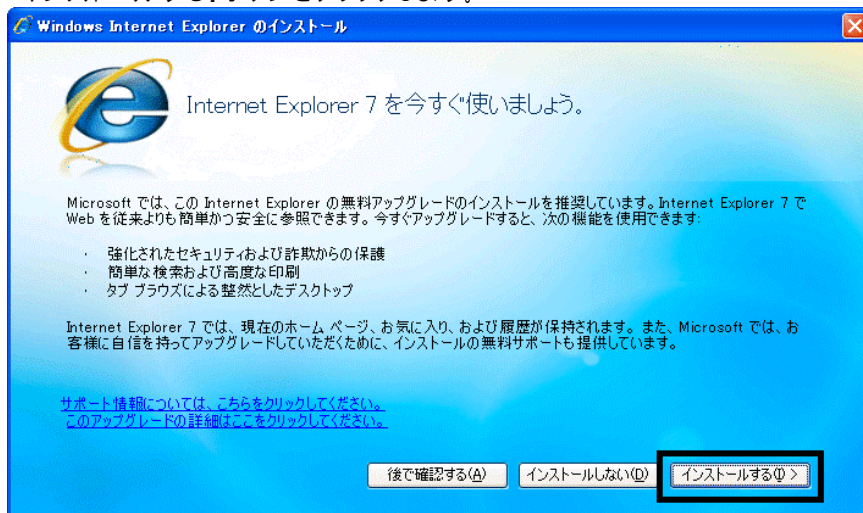 Windows Internet Explorer のインストール
Internet Explorer 7 を今すぐ使いましょう。
Microsoft では、この Internet Explorer の無料アップグレードのインストールを推奨しています。Internet Explorer 7 で
Web を従来よりも簡単かつ安全に参照できます。今すぐアップグレードすると、次の機能を使用できます:
・ 強化されたセキュリティおよび詐欺からの保護
・ 簡単な検索および高度な印刷
・ タブ ブラウズによる整然としたデスクトップ
Internet Explorer 7 では、現在のホーム ページ、お気に入り、および履歴が保持されます。また、Microsoft では、お
客様に自信を持ってアップグレードしていただくために、インストールの無料サポートも提供しています。
サポート情報については、こちらをクリックしてください。
このアップグレードの詳細はここをクリックしてください。
後で確認する(A) インストールしない(D) インストールする(I) >